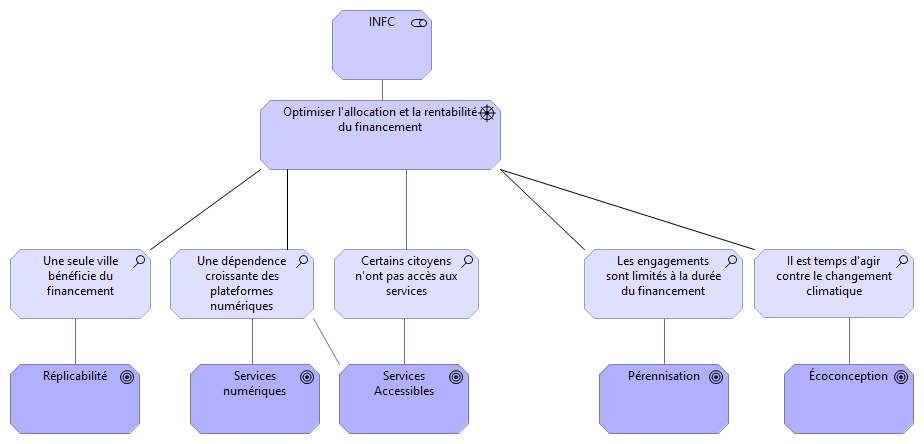 INFC
Optimiser l'allocation et la rentabilité
du financement
Une seule ville
bénéficie du
financement
Une dépendence
croissante des
plateformes
numériques
Certains citoyens
n'ont pas accès aux
services
Les engagements
sont limités à la durée
du financement
Il est temps d'agir
contre le changement
climatique
Réplicabilité
Services
numériques
Services
Accessibles
Pérennisation
Écoconception